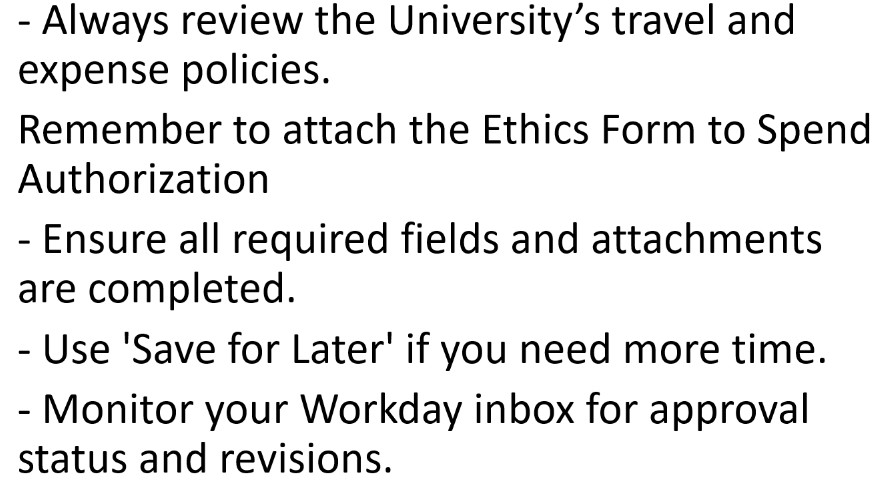 - Always review the University’s travel and
expense policies.
Remember to attach the Ethics Form to Spend
Authorization
- Ensure all required fields and attachments
are completed.
- Use 'Save for Later' if you need more time.
- Monitor your Workday inbox for approval
status and revisions.